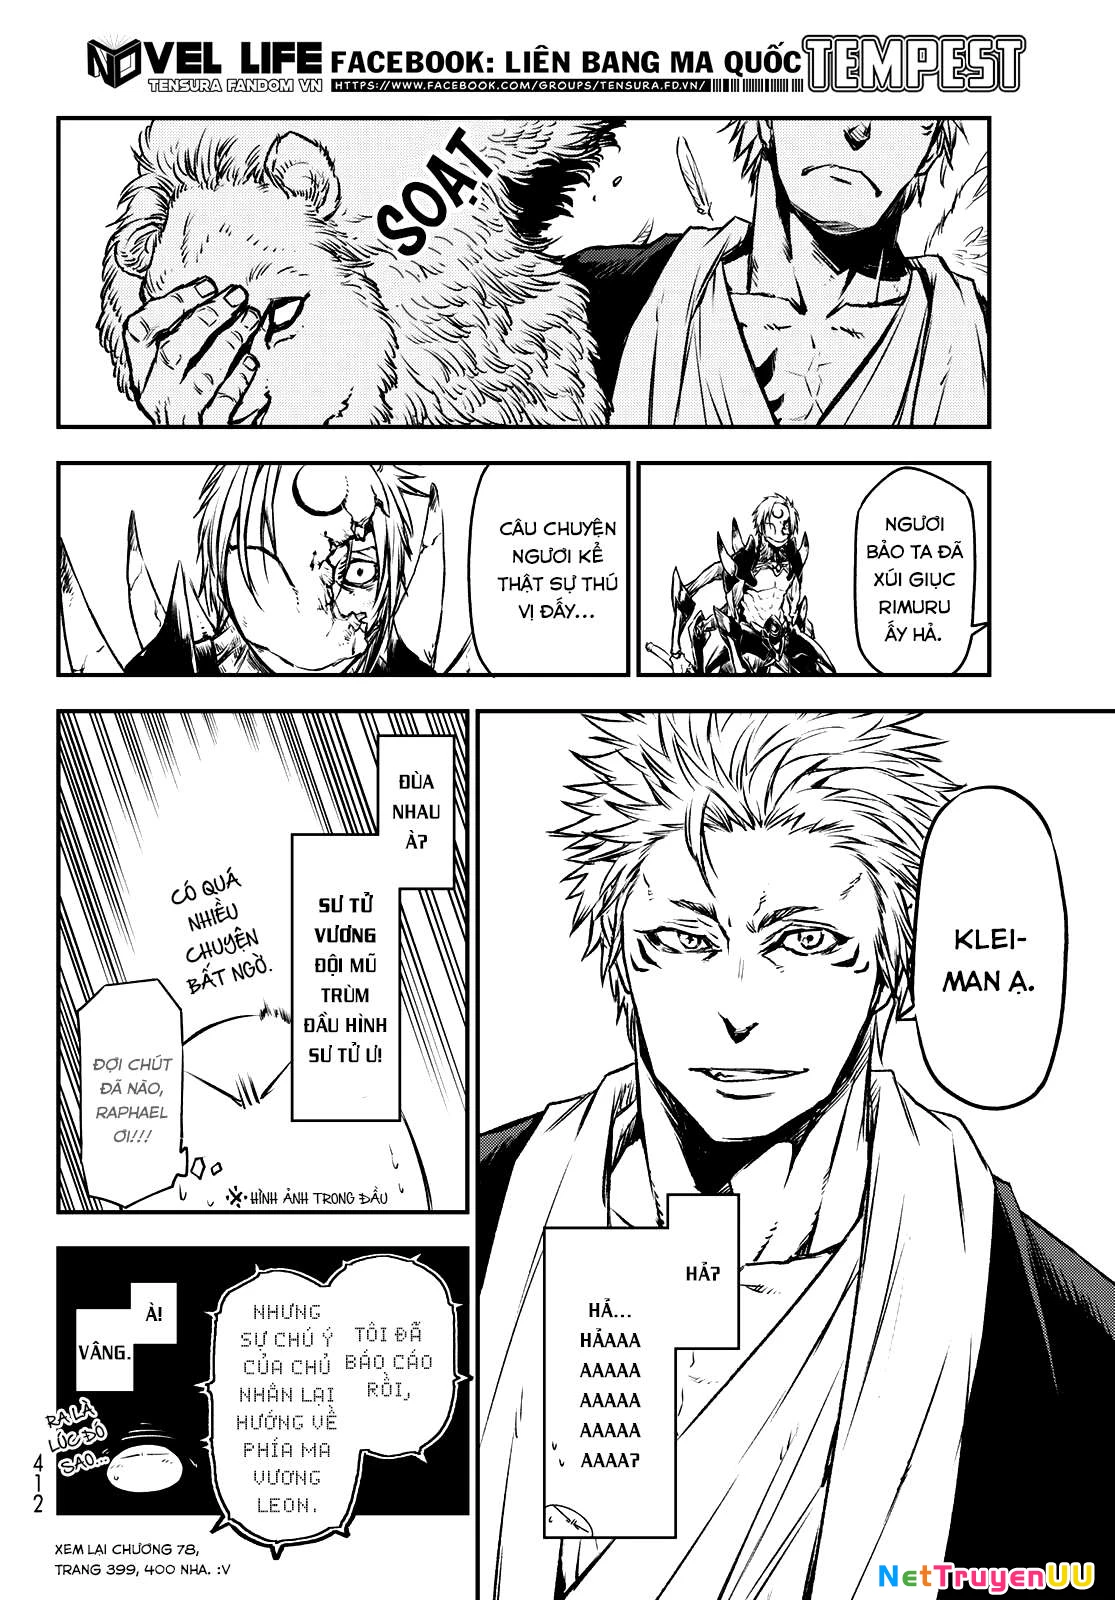 NOVEL LIFE
TENSURA FANDOM VN
FACEBOOK: LIÊN BANG MA QUỐC
TEMPEST
HTTPS://WWW.FACEBOOK.COM/GROUPS/TENSURA.FD.VN/
SOẠT
NGƯƠI
BẢO TA ĐÃ
XÚI GIỤC
RIMURU
ẤY HẢ.
CÂU CHUYỆN
NGƯƠI KỂ
THẬT SỰ THÚ
VỊ ĐẤY...
KLEI-
MAN Ạ.
HẢ?
HẢ...
HẢAAAA
AAAAAA
AAAAAA
AAAAAA
AAAA?
ĐÙA
NHAU
À?
SƯ TỬ
VƯƠNG
ĐỘI MŨ
TRÙM
ĐẦU HÌNH
SƯ TỬ Ư!
CÓ QUÁ
NHIỀU
CHUYỆN
BẤT NGỜ.
ĐỢI CHÚT
ĐÃ NÀO,
RAPHAEL
ƠI!!!
※HÌNH ẢNH TRONG ĐẦU
TÔI ĐÃ
BÁO CÁO
RỒI,
NHƯNG
SỰ CHÚ Ý
CỦA CHỦ
NHÂN LẠI
HƯỚNG VỀ
PHÍA MA
VƯƠNG
LEON.
À!
VÂNG.
RA LÀ
LÚC ĐÓ
SAO...
412
XEM LẠI CHƯƠNG 78,
TRANG 399, 400 NHA. :V
NETTRUYENUU